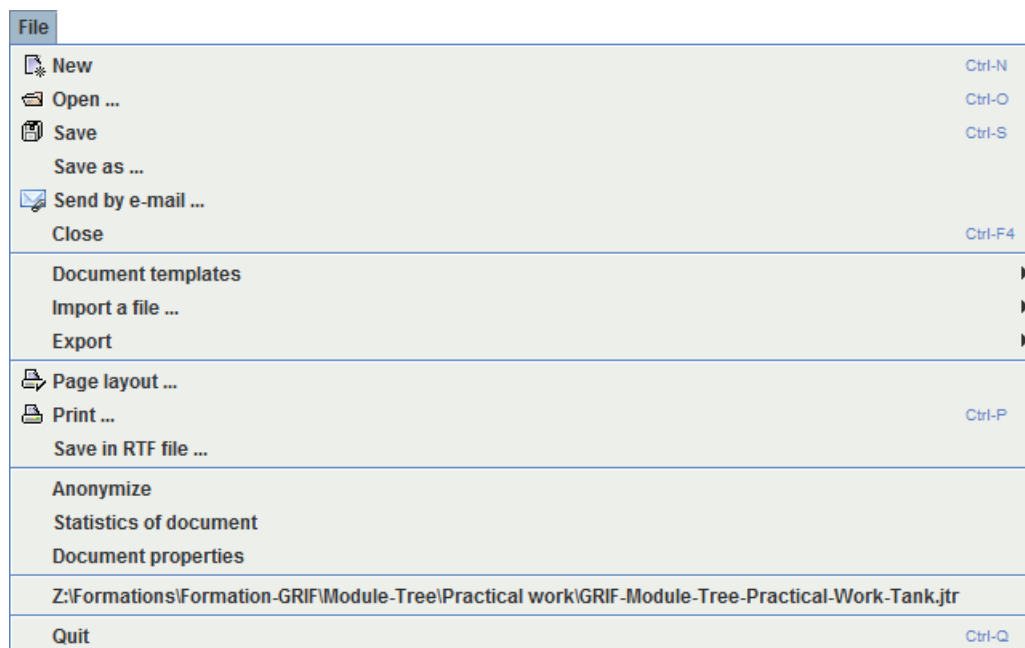 File
New Ctrl-N
Open ... Ctrl-O
Save Ctrl-S
Save as ...
Send by e-mail ...
Close Ctrl-F4
Document templates
Import a file ...
Export
Page layout ...
Print ... Ctrl-P
Save in RTF file ...
Anonymize
Statistics of document
Document properties
Z:\Formations\Formation-GRIF\Module-Tree\Practical work\GRIF-Module-Tree-Practical-Work-Tank.jtr
Quit Ctrl-Q